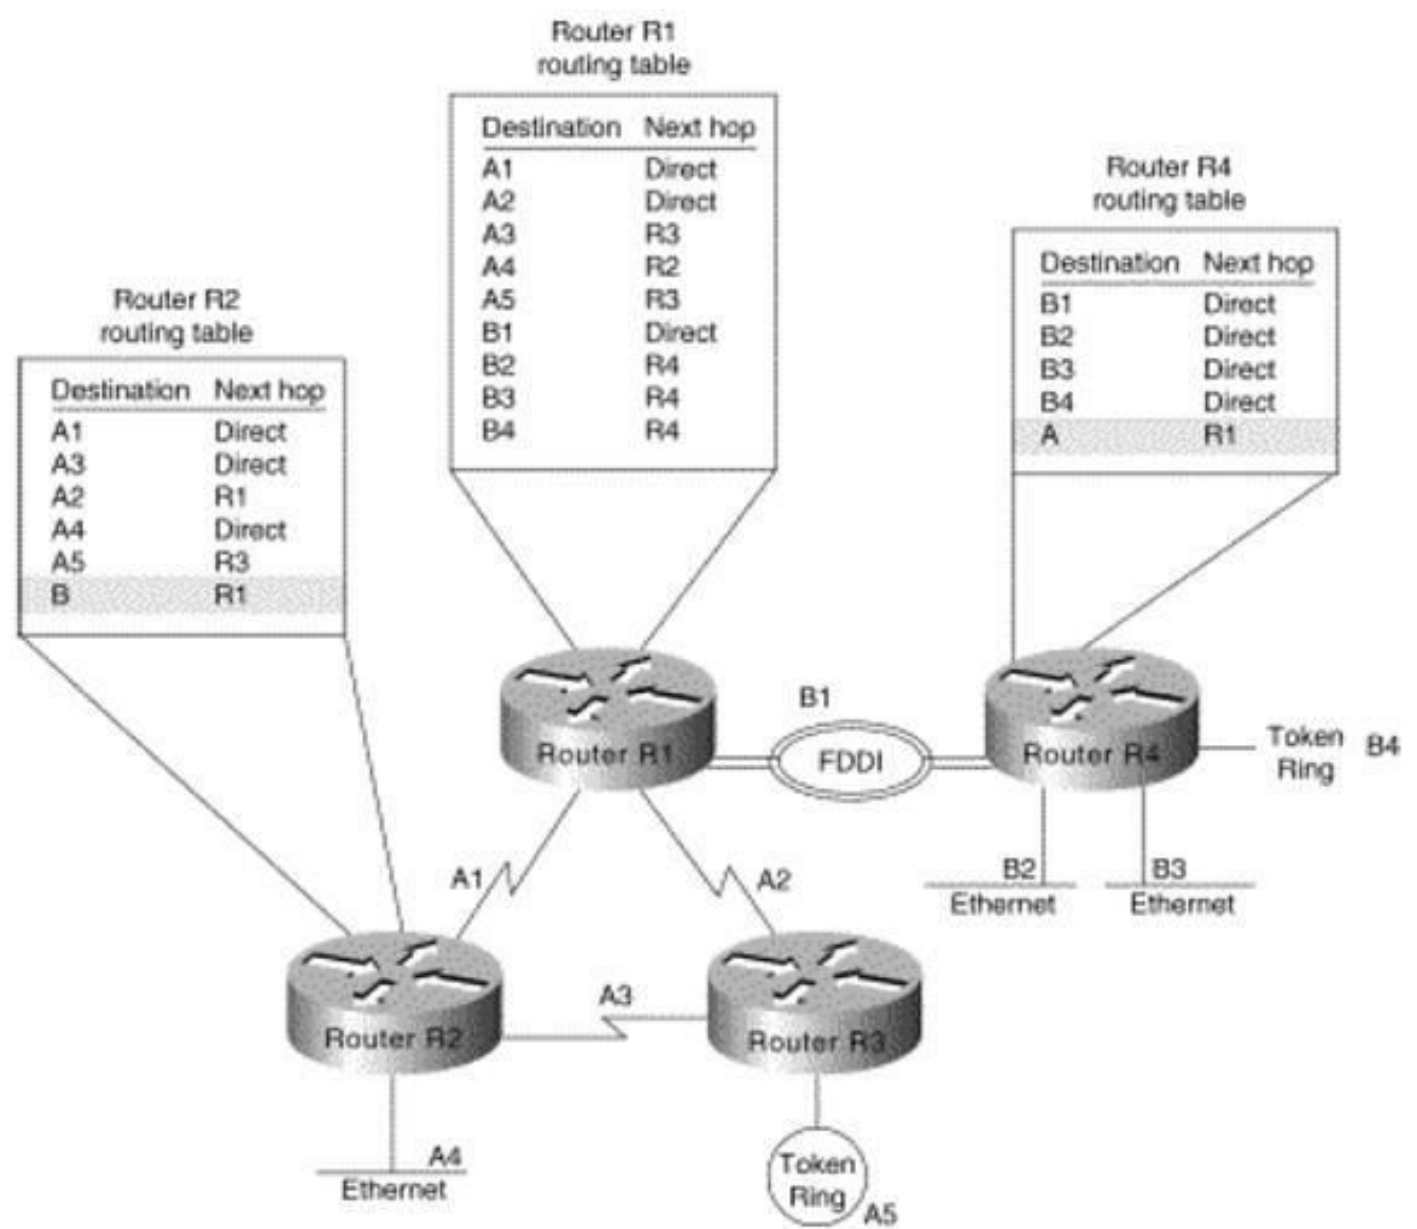 Router R1
routing table
Destination Next hop
A1 Direct
A2 Direct
A3 R3
A4 R2
A5 R3
B1 Direct
B2 R4
B3 R4
B4 R4
Router R4
routing table
Destination Next hop
B1 Direct
B2 Direct
B3 Direct
B4 Direct
A R1
Router R2
routing table
Destination Next hop
A1 Direct
A3 Direct
A2 R1
A4 Direct
A5 R3
B R1
B1
Router R1
FDDI
Router R4
Token
Ring
B4
A1
A2
B2
Ethernet
B3
Ethernet
A3
Router R2
Router R3
A4
Ethernet
Token
Ring
A5